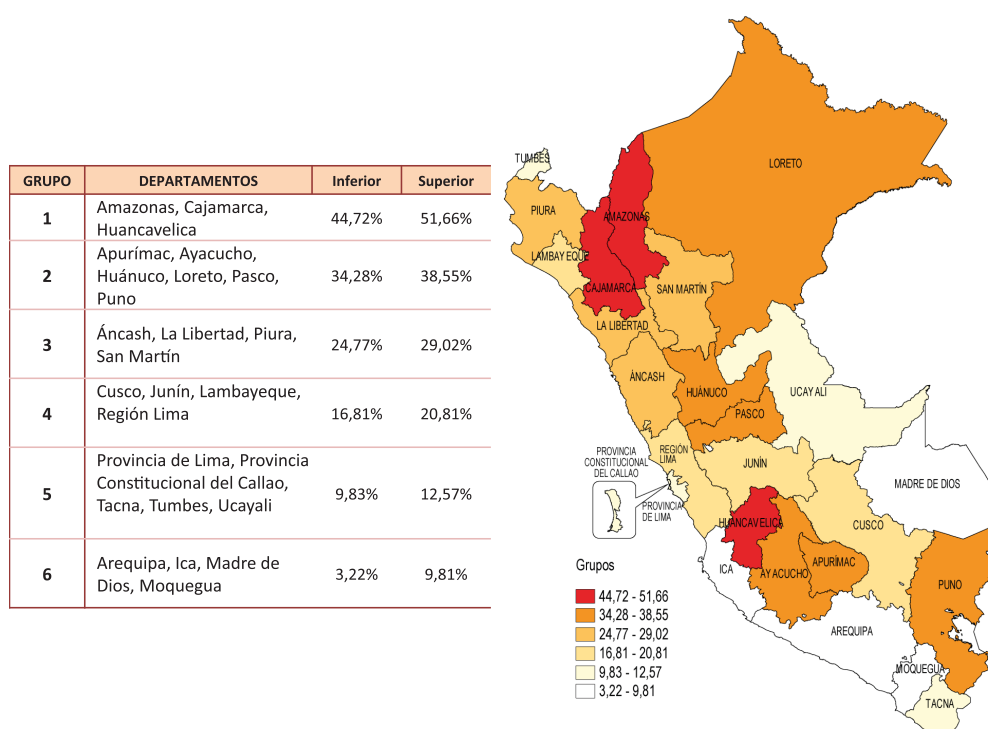 GRUPO DEPARTAMENTOS Inferior Superior
1 Amazonas, Cajamarca, 44,72% 51,66%
Huancavelica
Apurímac, Ayacucho,
2 Huánuco, Loreto, Pasco, 34,28% 38,55%
Puno
3 Áncash, La Libertad, Piura, 24,77% 29,02%
San Martín
4 Cusco, Junín, Lambayeque, 16,81% 20,81%
Región Lima
Provincia de Lima, Provincia
5 Constitucional del Callao, 9,83% 12,57%
Tacna, Tumbes, Ucayali
6 Arequipa, Ica, Madre de 3,22% 9,81%
Dios, Moquegua
TUMBES
LORETO
PIURA
AMAZONAS
LAMBAYEQUE
CAJAMARCA
SAN MARTÍN
LA LIBERTAD
ÁNCASH
HUÁNUCO
UCAYALI
PASCO
REGIÓN
LIMA
PROVINCIA
CONSTITUCIONAL
DEL CALLAO
JUNÍN
MADRE DE DIOS
PROVINCIA
DE LIMA
HUANCAVELICA
CUSCO
ICA
AYACUCHO
APURÍMAC
PUNO
AREQUIPA
MOQUEGUA
TACNA
Grupos
44,72 - 51,66
34,28 - 38,55
24,77 - 29,02
16,81 - 20,81
9,83 - 12,57
3,22 - 9,81